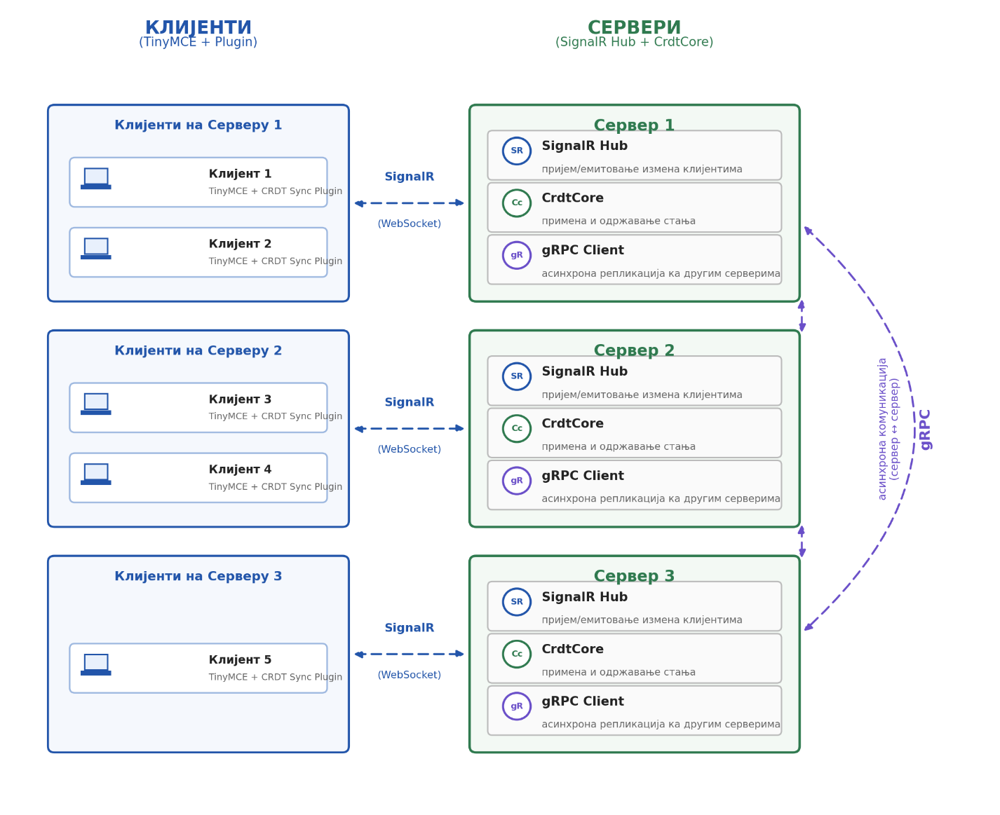 КЛИЈЕНТИ
(TinyMCE + Plugin)
СЕРВЕРИ
(SignalR Hub + CrdtCore)
Клијенти на Серверу 1
Клијент 1
TinyMCE + CRDT Sync Plugin
Клијент 2
TinyMCE + CRDT Sync Plugin
SignalR
(WebSocket)
Сервер 1
SR
SignalR Hub
пријем/емитовање измена клијентима
Cc
CrdtCore
примена и одржавање стања
gR
gRPC Client
асинхрона репликација ка другим серверима
Клијенти на Серверу 2
Клијент 3
TinyMCE + CRDT Sync Plugin
Клијент 4
TinyMCE + CRDT Sync Plugin
SignalR
(WebSocket)
Сервер 2
SR
SignalR Hub
пријем/емитовање измена клијентима
Cc
CrdtCore
примена и одржавање стања
gR
gRPC Client
асинхрона репликација ка другим серверима
Клијенти на Серверу 3
Клијент 5
TinyMCE + CRDT Sync Plugin
SignalR
(WebSocket)
Сервер 3
SR
SignalR Hub
пријем/емитовање измена клијентима
Cc
CrdtCore
примена и одржавање стања
gR
gRPC Client
асинхрона репликација ка другим серверима
асинхрона комуникација
(сервер ↔ сервер)
gRPC